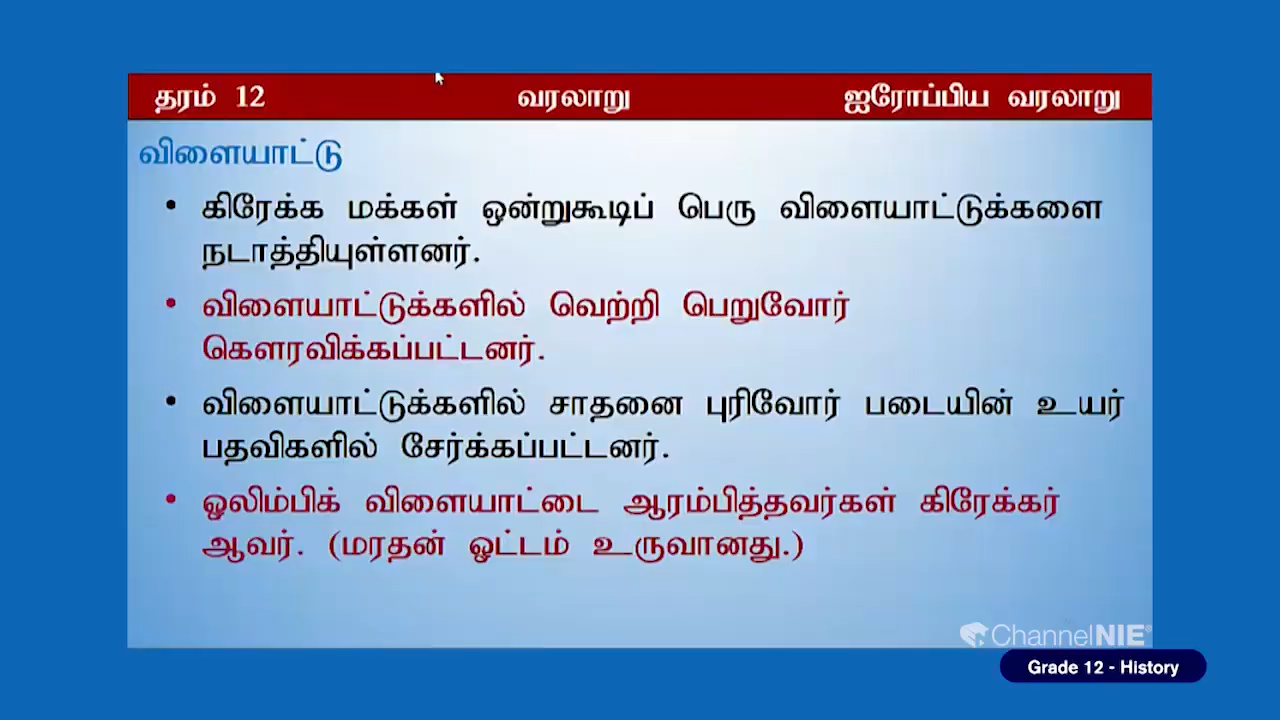 தரம் 12 வரலாறு ஐரோப்பிய வரலாறு
விளையாட்டு
• கிரேக்க மக்கள் ஒன்றுகூடிப் பெரு விளையாட்டுக்களை
நடாத்தியுள்ளனர்.
• விளையாட்டுக்களில் வெற்றி பெறுவோர்
கௌரவிக்கப்பட்டனர்.
• விளையாட்டுக்களில் சாதனை புரிவோர் படையின் உயர்
பதவிகளில் சேர்க்கப்பட்டனர்.
• ஒலிம்பிக் விளையாட்டை ஆரம்பித்தவர்கள் கிரேக்கர்
ஆவர். (மரதன் ஓட்டம் உருவானது.)
ChannelNIE®
Grade 12 - History